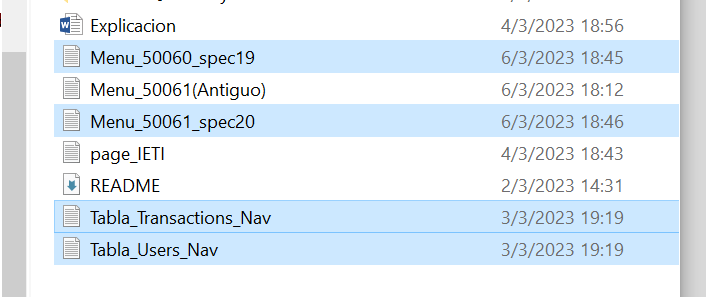 Explicacion 4/3/2023 18:56
Menu_50060_spec19 6/3/2023 18:45
Menu_50061(Antiguo) 6/3/2023 18:12
Menu_50061_spec20 6/3/2023 18:46
page_IETI 4/3/2023 18:43
README 2/3/2023 14:31
Tabla_Transactions_Nav 3/3/2023 19:19
Tabla_Users_Nav 3/3/2023 19:19